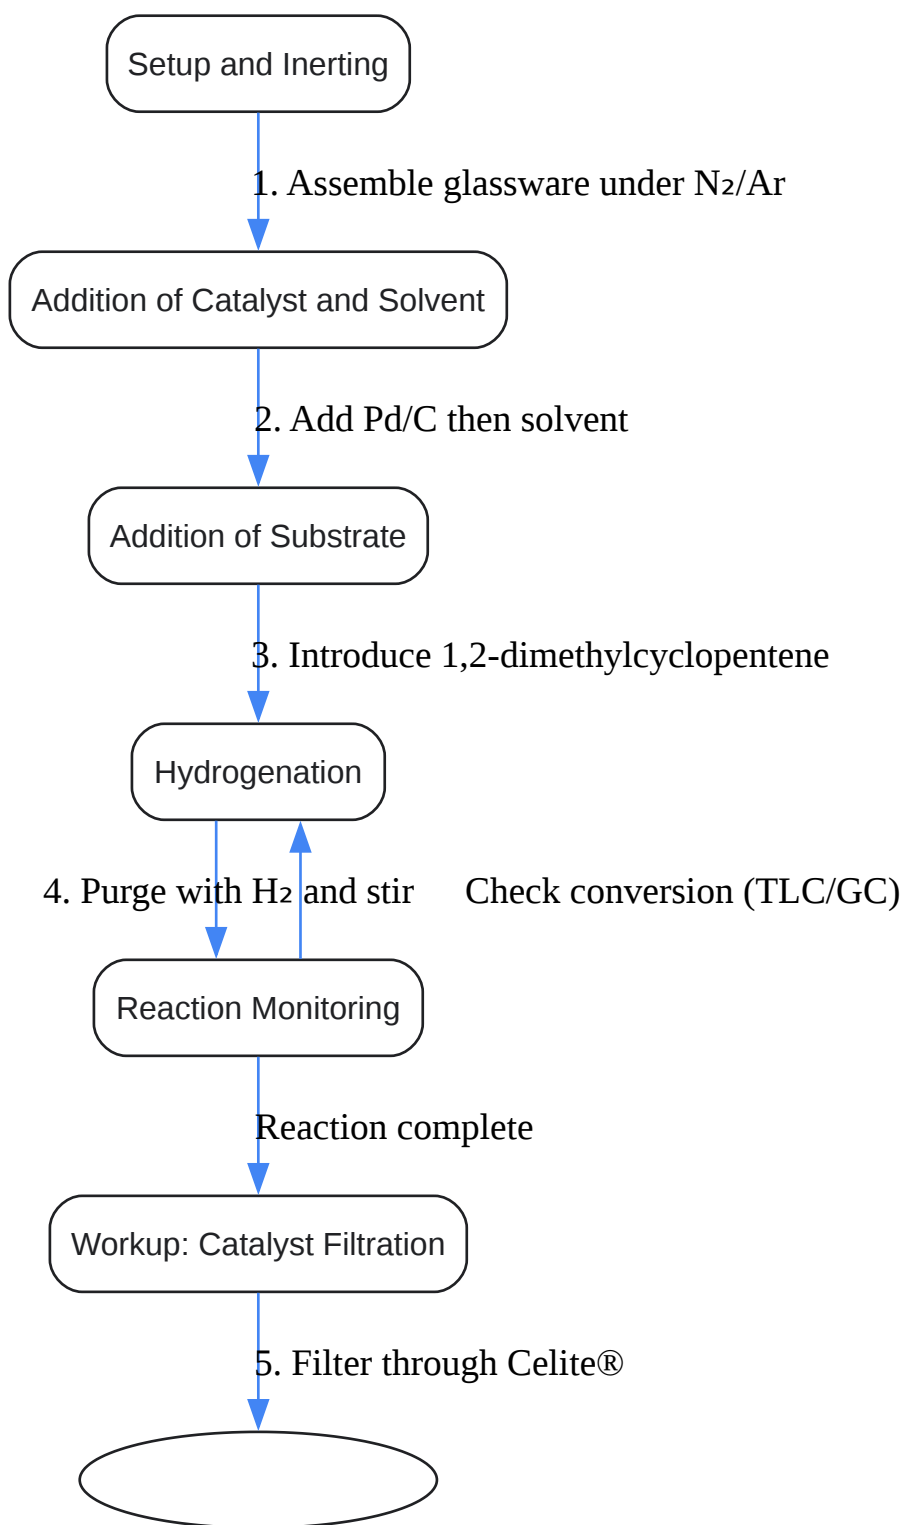 Setup and Inerting
1. Assemble glassware under N₂/Ar
Addition of Catalyst and Solvent
2. Add Pd/C then solvent
Addition of Substrate
3. Introduce 1,2-dimethylcyclopentene
Hydrogenation
4. Purge with H₂ and stir
Check conversion (TLC/GC)
Reaction Monitoring
Reaction complete
Workup: Catalyst Filtration
5. Filter through Celite®